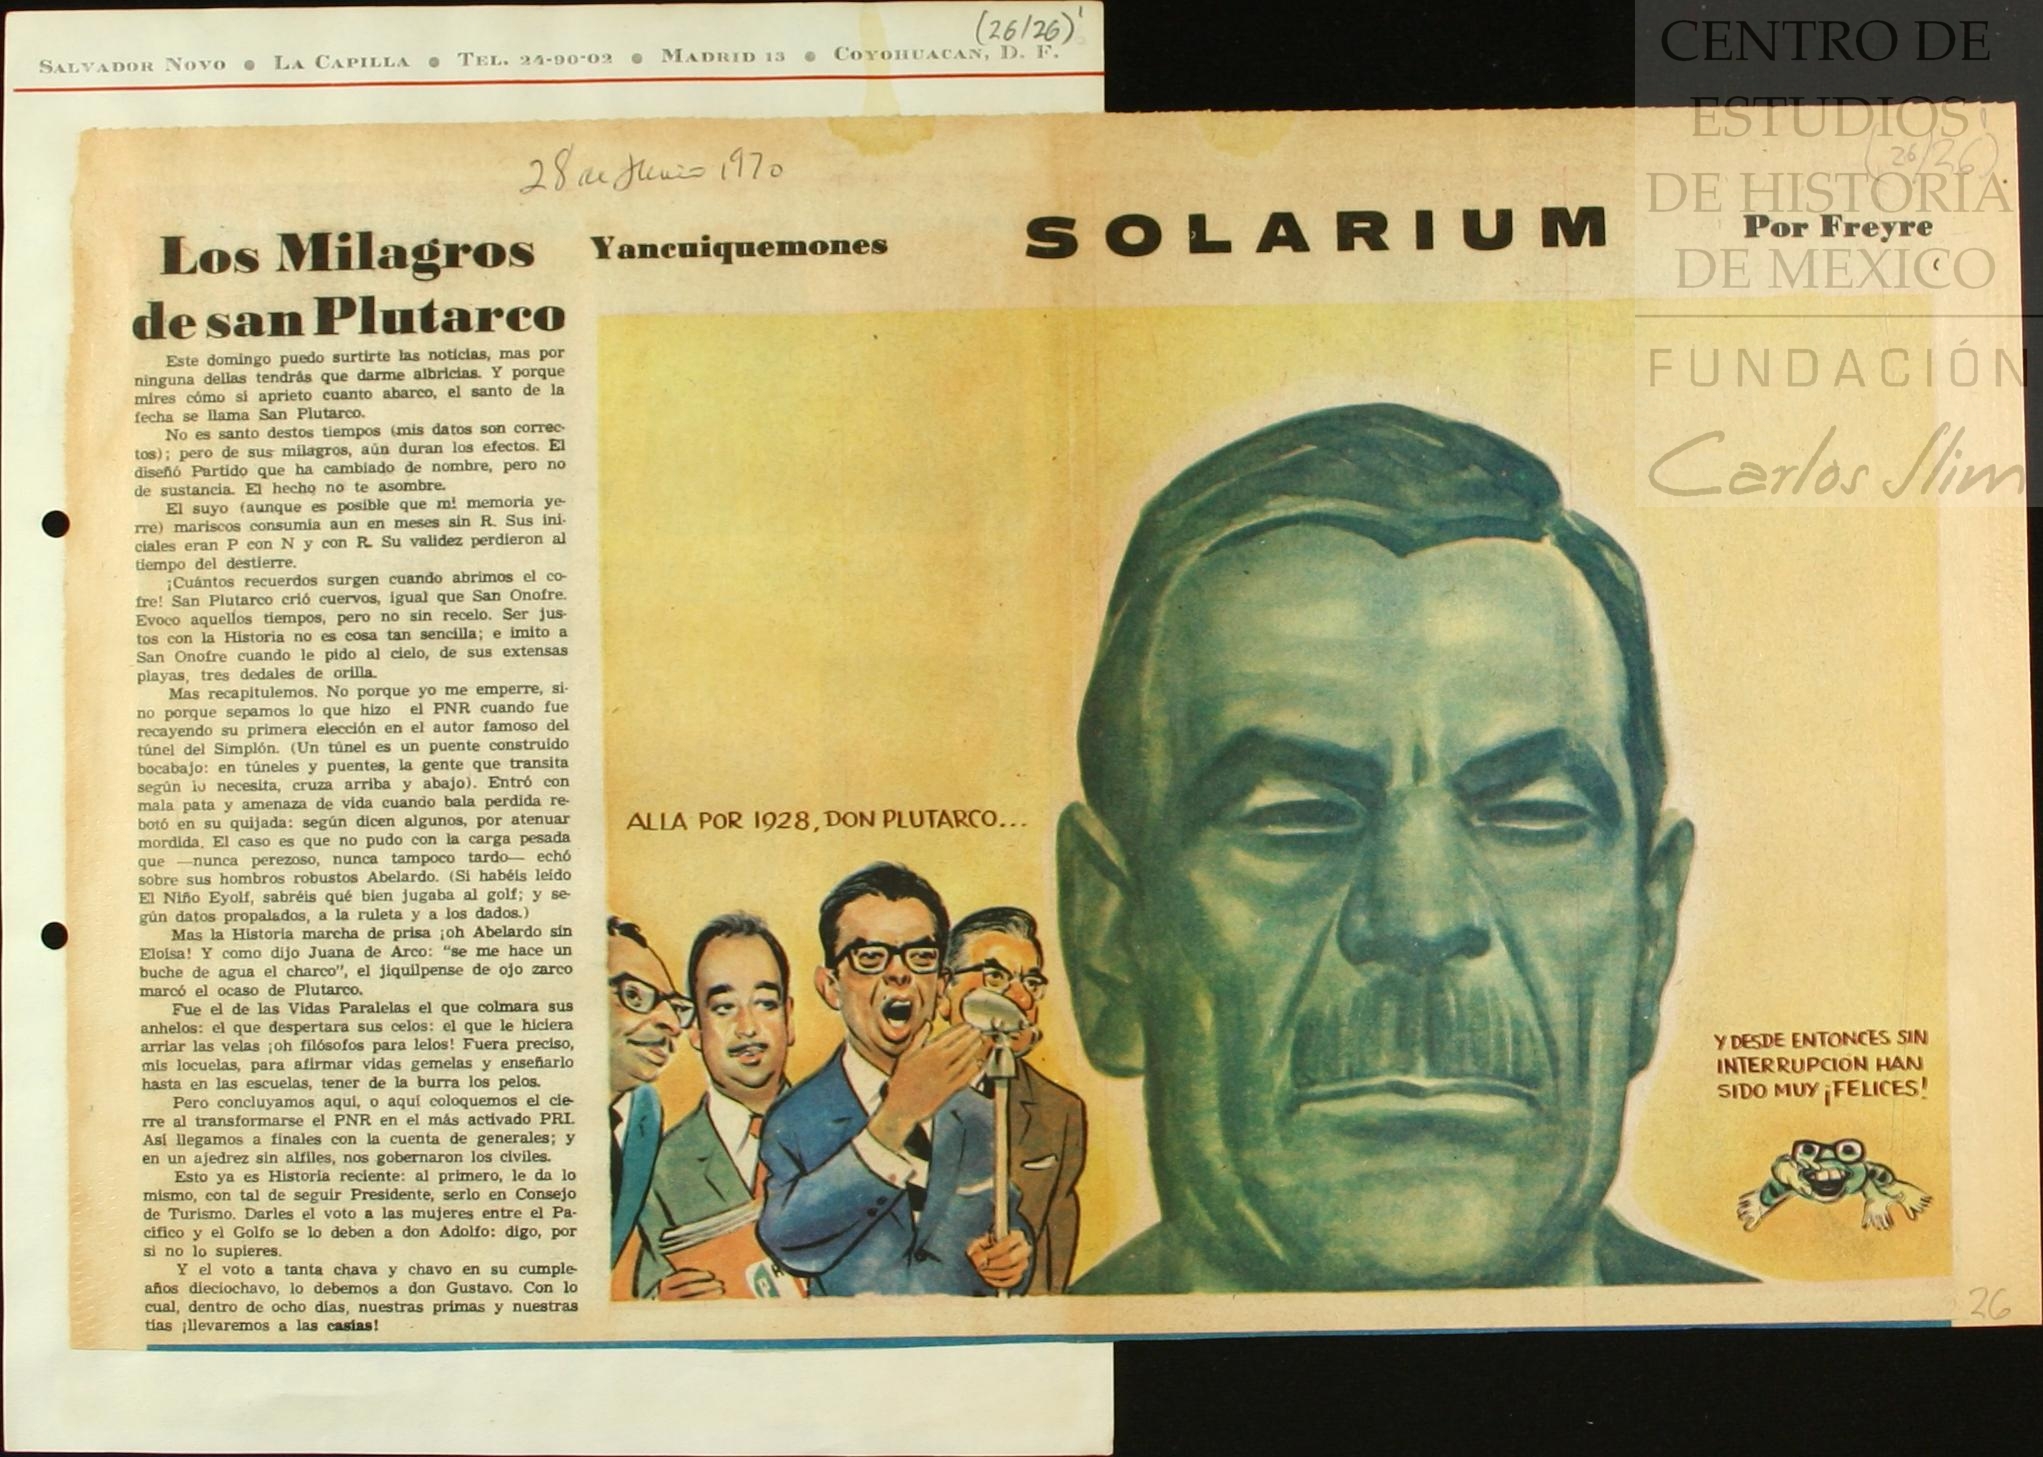 (26/26)
SALVADOR NOVO • LA CAPILLA • TEL. 24-90-02 • MADRID 13 • COYOHUACAN, D. F.
28 de Junio 1970
(26/26)
Los Milagros
de san Plutarco
Yancuiquemones
SOLARIUM
Por Freyre
Este domingo puedo surtirte las noticias, mas por
ninguna dellas tendrás que darme albricias. Y porque
mires cómo si aprieto cuanto abarco, el santo de la
fecha se llama San Plutarco.
No es santo destos tiempos (mis datos son correc-
tos); pero de sus milagros, aún duran los efectos. El
diseñó Partido que ha cambiado de nombre, pero no
de sustancia. El hecho no te asombre.
El suyo (aunque es posible que mi memoria ye-
rre) mariscos consumía aun en meses sin R. Sus ini-
ciales eran P con N y con R. Su validez perdieron al
tiempo del destierre.
¡Cuántos recuerdos surgen cuando abrimos el co-
fre! San Plutarco crió cuervos, igual que San Onofre.
Evoco aquellos tiempos, pero no sin recelo. Ser jus-
tos con la Historia no es cosa tan sencilla; e imito a
San Onofre cuando le pido al cielo, de sus extensas
playas, tres dedales de orilla.
Mas recapitulemos. No porque yo me emperre, si-
no porque sepamos lo que hizo el PNR cuando fue
recayendo su primera elección en el autor famoso del
túnel del Simplón. (Un túnel es un puente construido
bocabajo: en túneles y puentes, la gente que transita
según lo necesita, cruza arriba y abajo). Entró con
mala pata y amenaza de vida cuando bala perdida re-
botó en su quijada: según dicen algunos, por atenuar
mordida. El caso es que no pudo con la carga pesada
que —nunca perezoso, nunca tampoco tardo— echó
sobre sus hombros robustos Abelardo. (Si habéis leído
El Niño Eyolf, sabréis qué bien jugaba al golf; y se-
gún datos propalados, a la ruleta y a los dados.)
Mas la Historia marcha de prisa ¡oh Abelardo sin
Eloisa! Y como dijo Juana de Arco: "se me hace un
buche de agua el charco", el jiquilpense de ojo zarco
marcó el ocaso de Plutarco.
Fue el de las Vidas Paralelas el que colmara sus
anhelos: el que despertara sus celos: el que le hiciera
arriar las velas ¡oh filósofos para lelos! Fuera preciso,
mis locuelas, para afirmar vidas gemelas y enseñarlo
hasta en las escuelas, tener de la burra los pelos.
Pero concluyamos aquí, o aquí coloquemos el cie-
rre al transformarse el PNR en el más activado PRI.
Así llegamos a finales con la cuenta de generales; y
en un ajedrez sin alfiles, nos gobernaron los civiles.
Esto ya es Historia reciente: al primero, le da lo
mismo, con tal de seguir Presidente, serlo en Consejo
de Turismo. Darles el voto a las mujeres entre el Pa-
cífico y el Golfo se lo deben a don Adolfo: digo, por
si no lo supieres.
Y el voto a tanta chava y chavo en su cumple-
años dieciochavo, lo debemos a don Gustavo. Con lo
cual, dentro de ocho días, nuestras primas y nuestras
tías ¡llevaremos a las casias!
ALLA POR 1928, DON PLUTARCO...
Y DESDE ENTONCES SIN
INTERRUPCION HAN
SIDO MUY ¡FELICES!
26
CENTRO DE
ESTUDIOS
DE HISTORIA
DE MEXICO
FUNDACIÓN
Carlos Slim